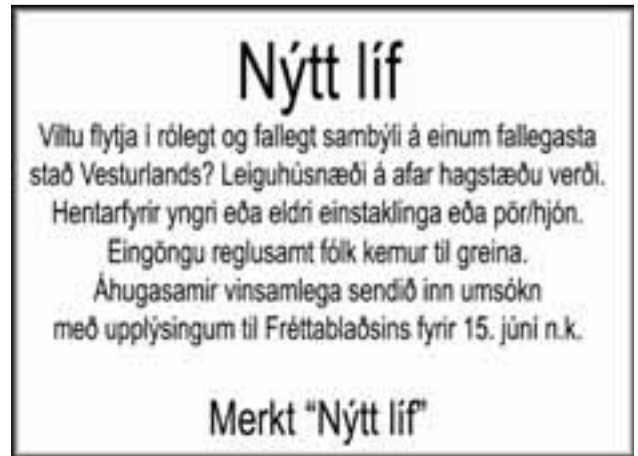 Nýtt líf
Viltu flytja í rólegt og fallegt sambýli á einum fallegasta
stað Vesturlands? Leiguhúsnæði á afar hagstæðu verði.
Hentarfyrir yngri eða eldri einstaklinga eða pör/hjón.
Eingöngu reglusamt fólk kemur til greina.
Áhugasamir vinsamlega sendið inn umsókn
með upplýsingum til Fréttablaðsins fyrir 15. júní n.k.
Merkt “Nýtt líf”